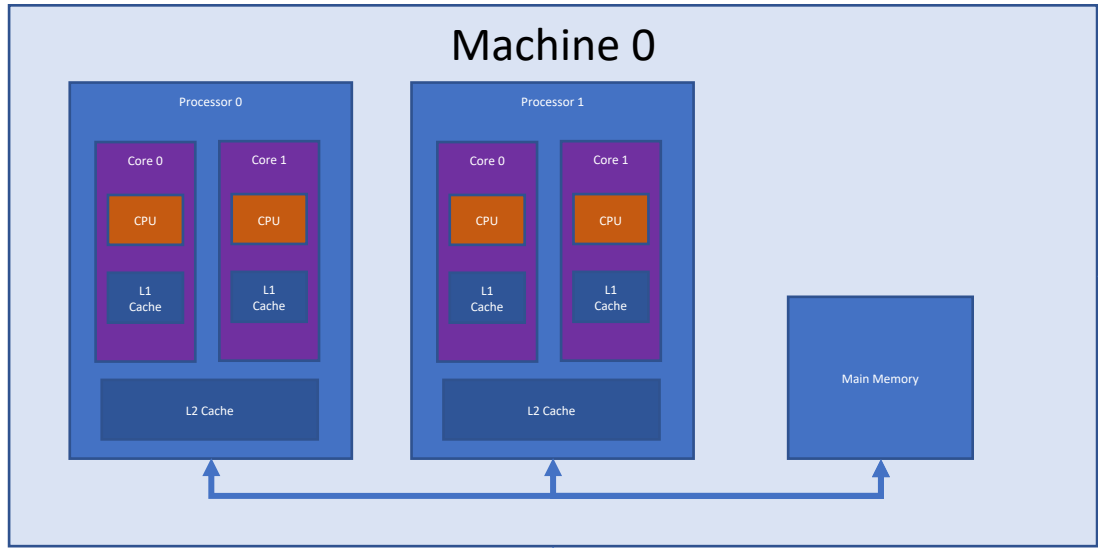 Machine 0
Processor 0
Core 0
CPU
L1
Cache
Core 1
CPU
L1
Cache
L2 Cache
Processor 1
Core 0
CPU
L1
Cache
Core 1
CPU
L1
Cache
L2 Cache
Main Memory